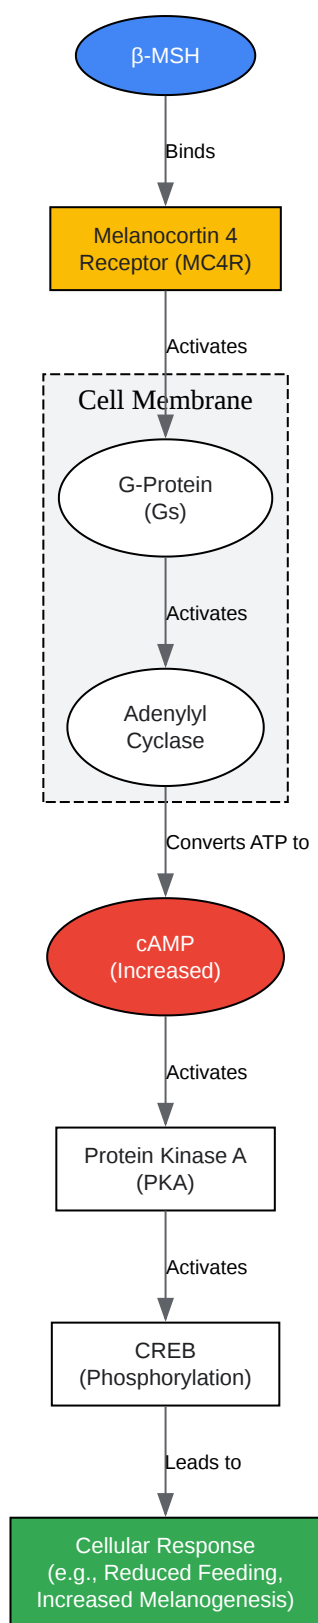 β-MSH
Binds
Melanocortin 4
Receptor (MC4R)
Activates
Cell Membrane
G-Protein
(Gs)
Activates
Adenylyl
Cyclase
Converts ATP to
cAMP
(Increased)
Activates
Protein Kinase A
(PKA)
Activates
CREB
(Phosphorylation)
Leads to
Cellular Response
(e.g., Reduced Feeding,
Increased Melanogenesis)